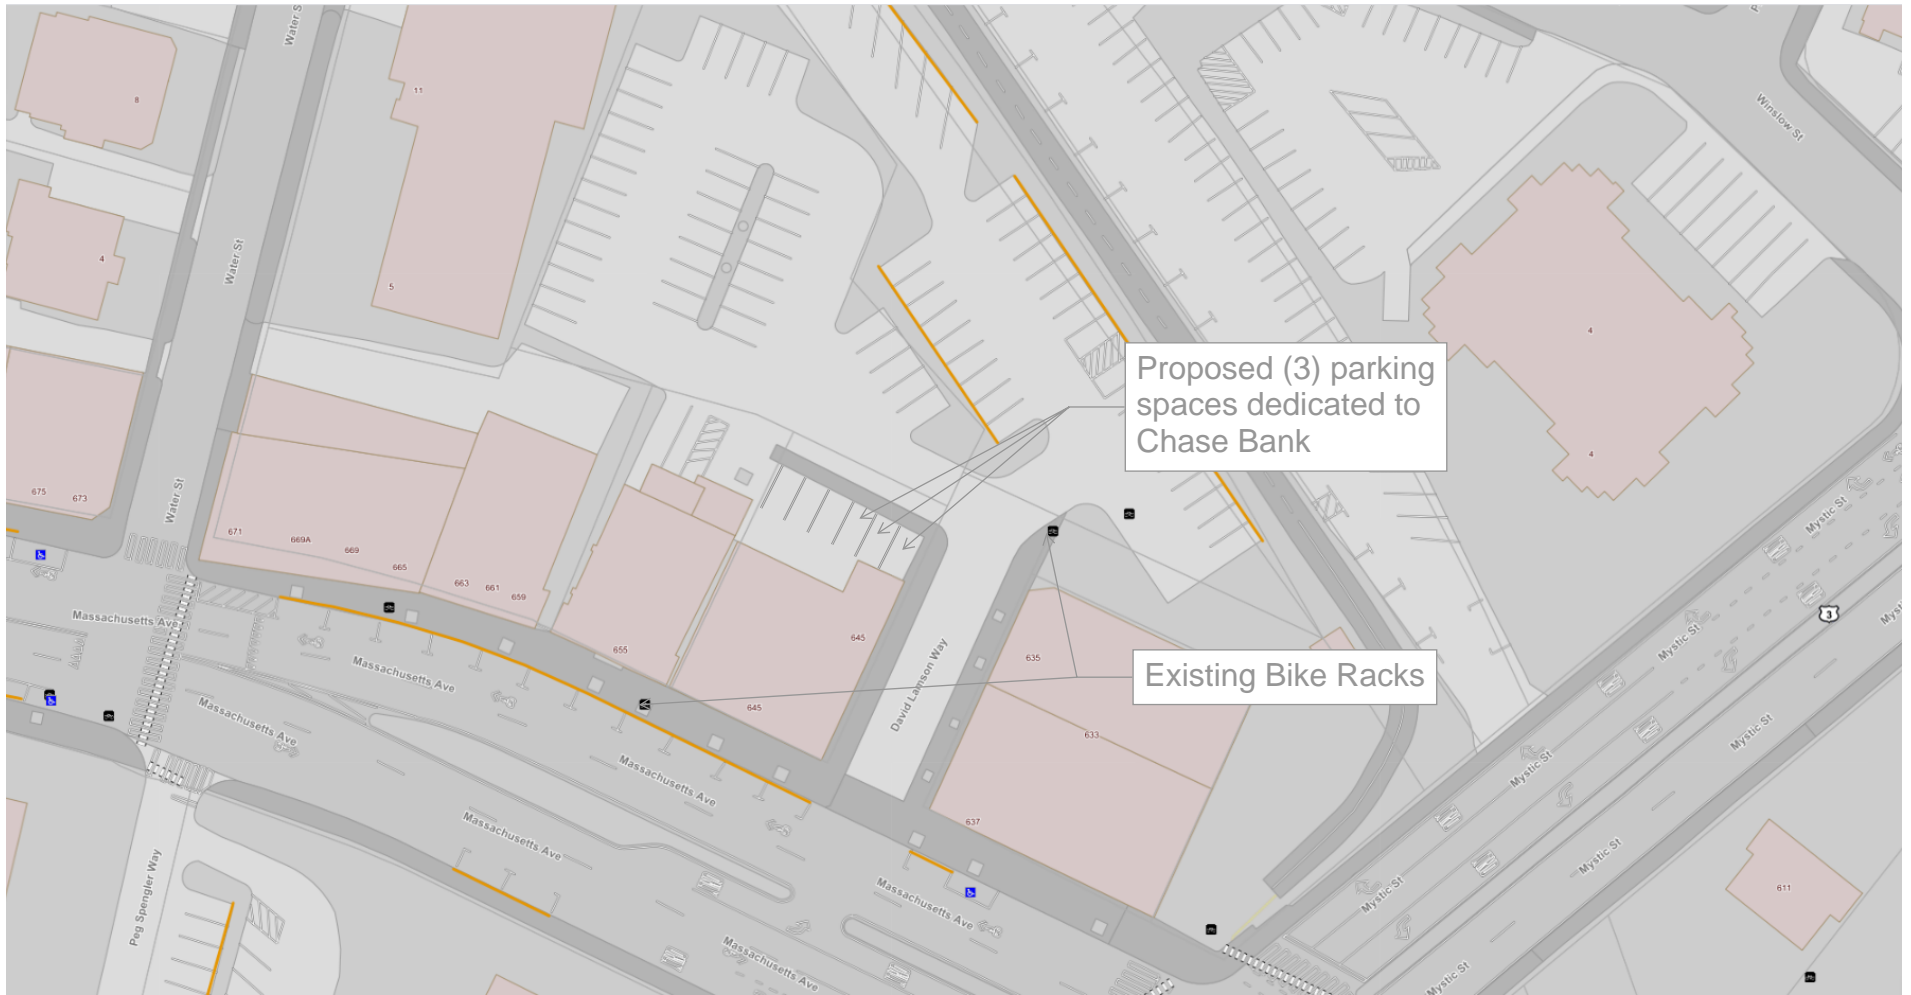 Water St
P
8
11
Winslow St
Water St
4
5
4
Proposed (3) parking
spaces dedicated to
Chase Bank
4
675
673
Water St
671
669A
669
665
663
661
659
Mystic St
Massachusetts Ave
655
645
635
Mystic St
3
Myst
Massachusetts Ave
Existing Bike Racks
David Lamson Way
645
633
Massachusetts Ave
Mystic St
Mystic St
Massachusetts Ave
637
Massachusetts Ave
Mystic St
Peg Spengler Way
Massachusetts Ave
Mystic St
611
Massachusetts Ave
Mystic St